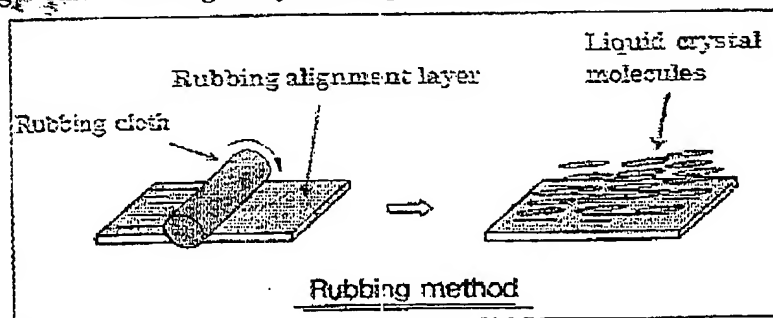 Liquid crystal
molecules
Rubbing alignment layer
Rubbing cloth
Rubbing method